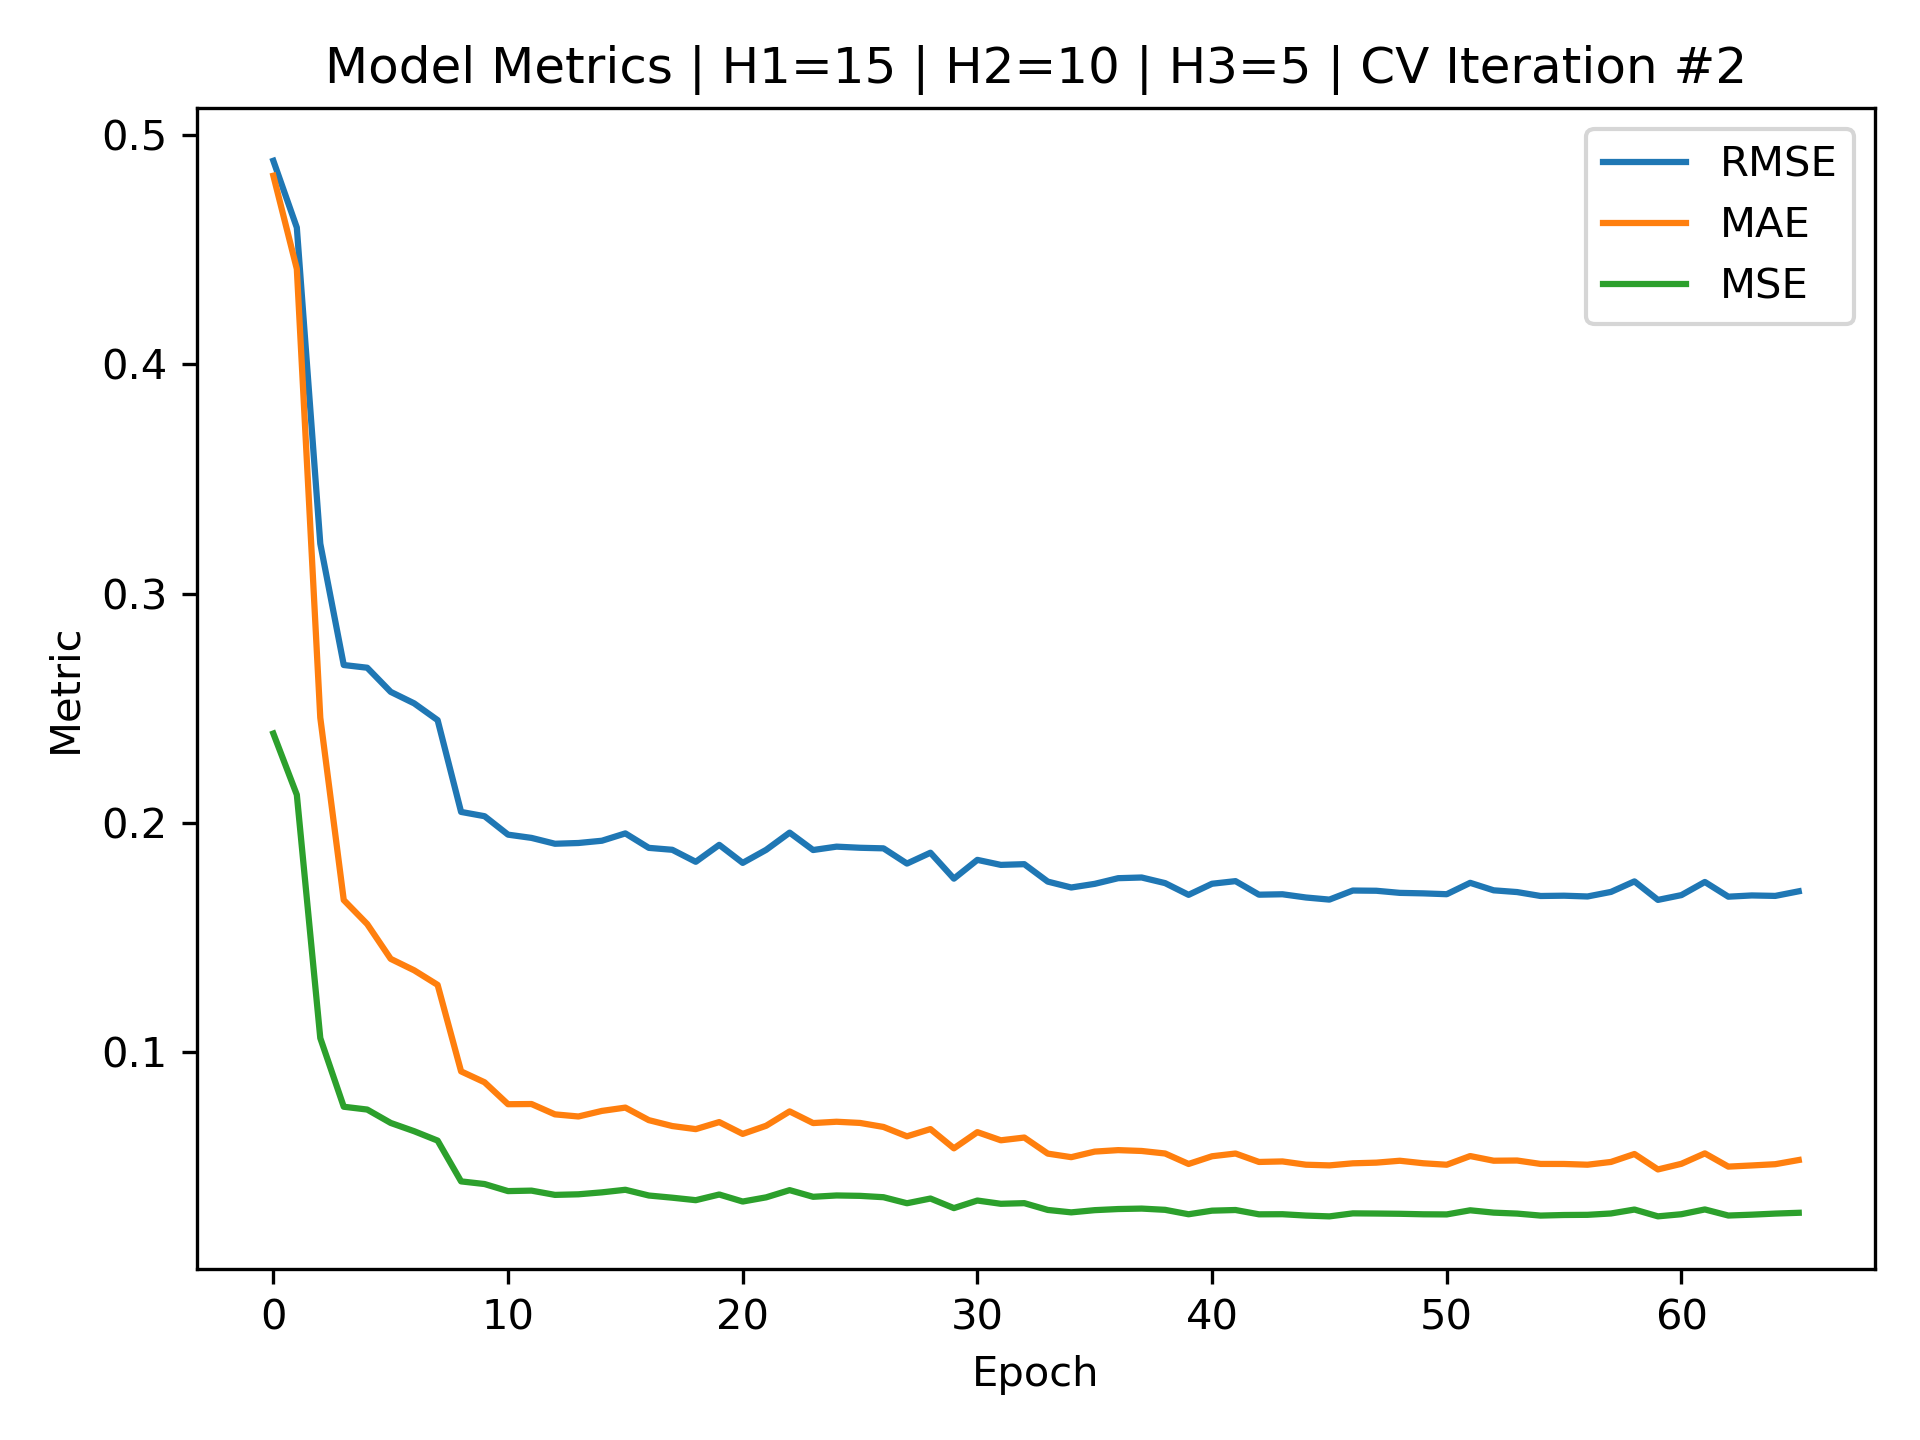 Model Metrics | H1=15 | H2=10 | H3=5 | CV Iteration #2
0.5
0.4
0.3
0.2
0.1
Metric
RMSE
MAE
MSE
0 10 20 30 40 50 60
Epoch